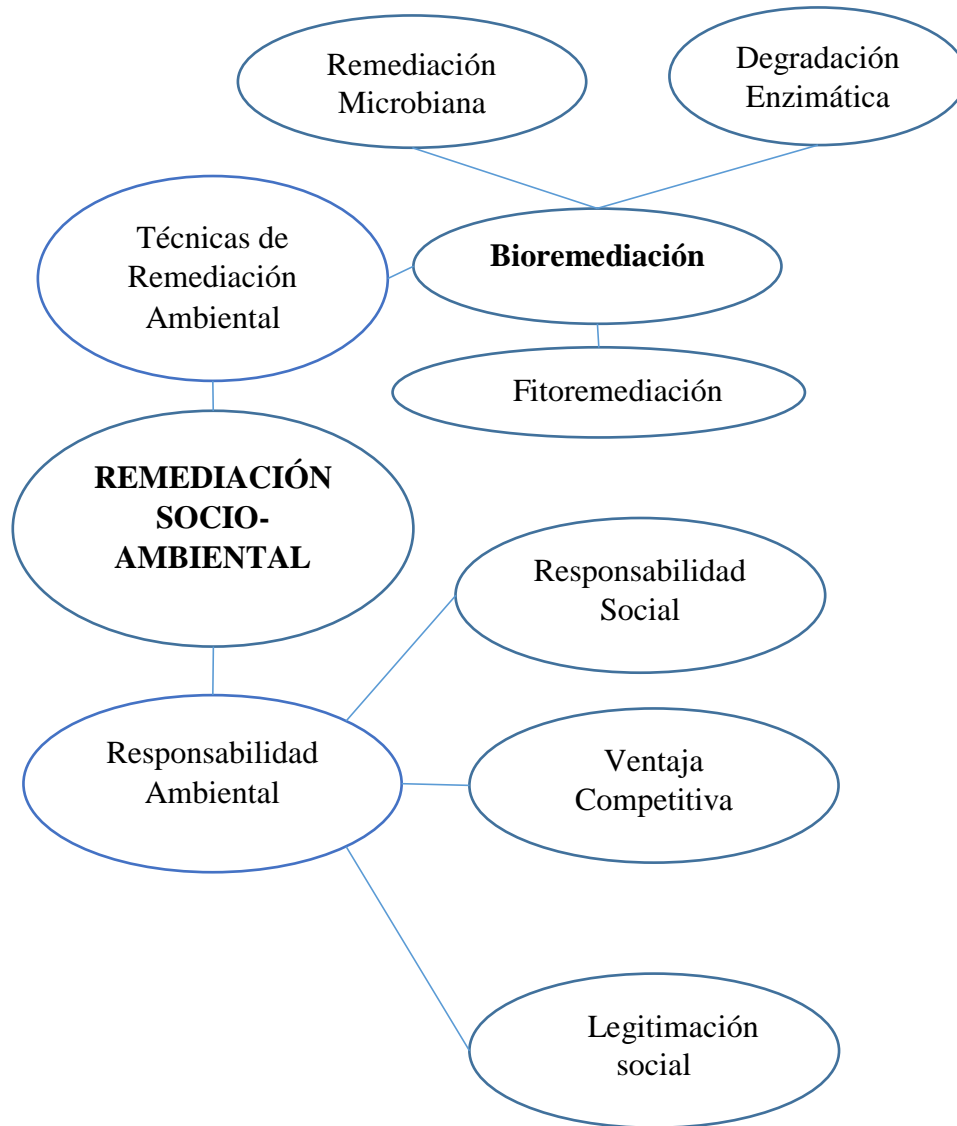 Remediación
Microbiana
Degradación
Enzimática
Técnicas de
Remediación
Ambiental
Bioremediación
Fitoremediación
REMEDIACIÓN
SOCIO-
AMBIENTAL
Responsabilidad
Social
Responsabilidad
Ambiental
Ventaja
Competitiva
Legitimación
social